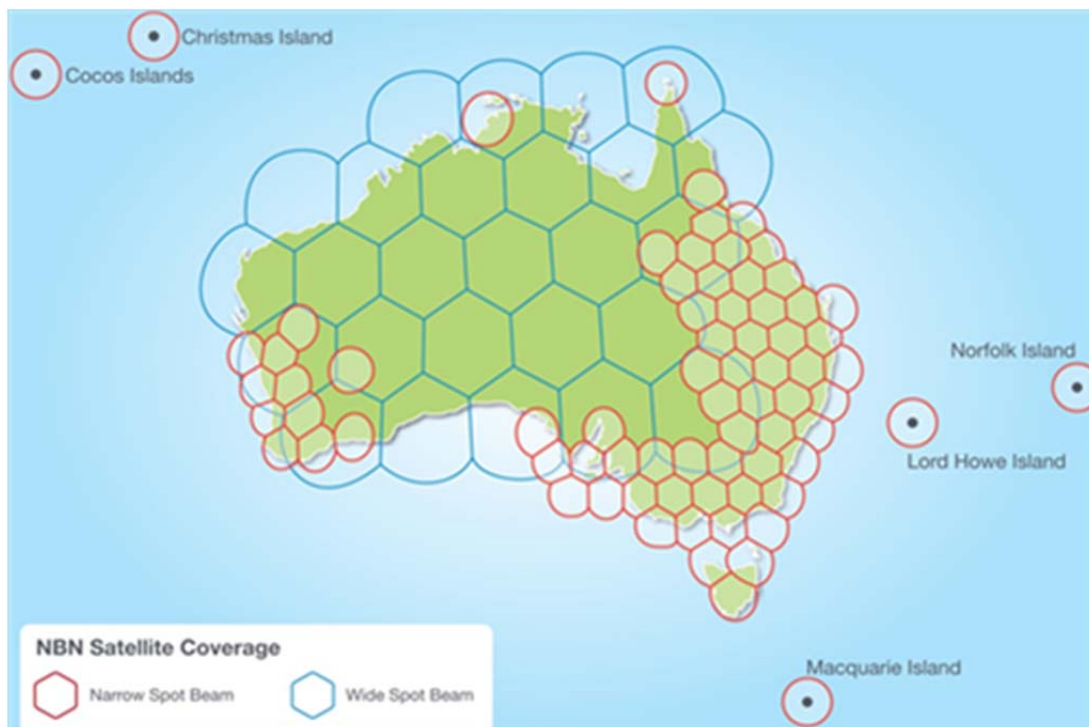 Christmas Island
Cocos Islands
Norfolk Island
Lord Howe Island
Macquarie Island
NBN Satellite Coverage
Narrow Spot Beam
Wide Spot Beam